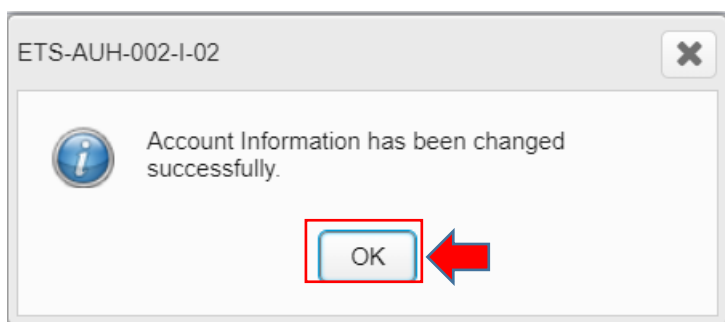 ETS-AUH-002-I-02
Account Information has been changed
successfully.
OK